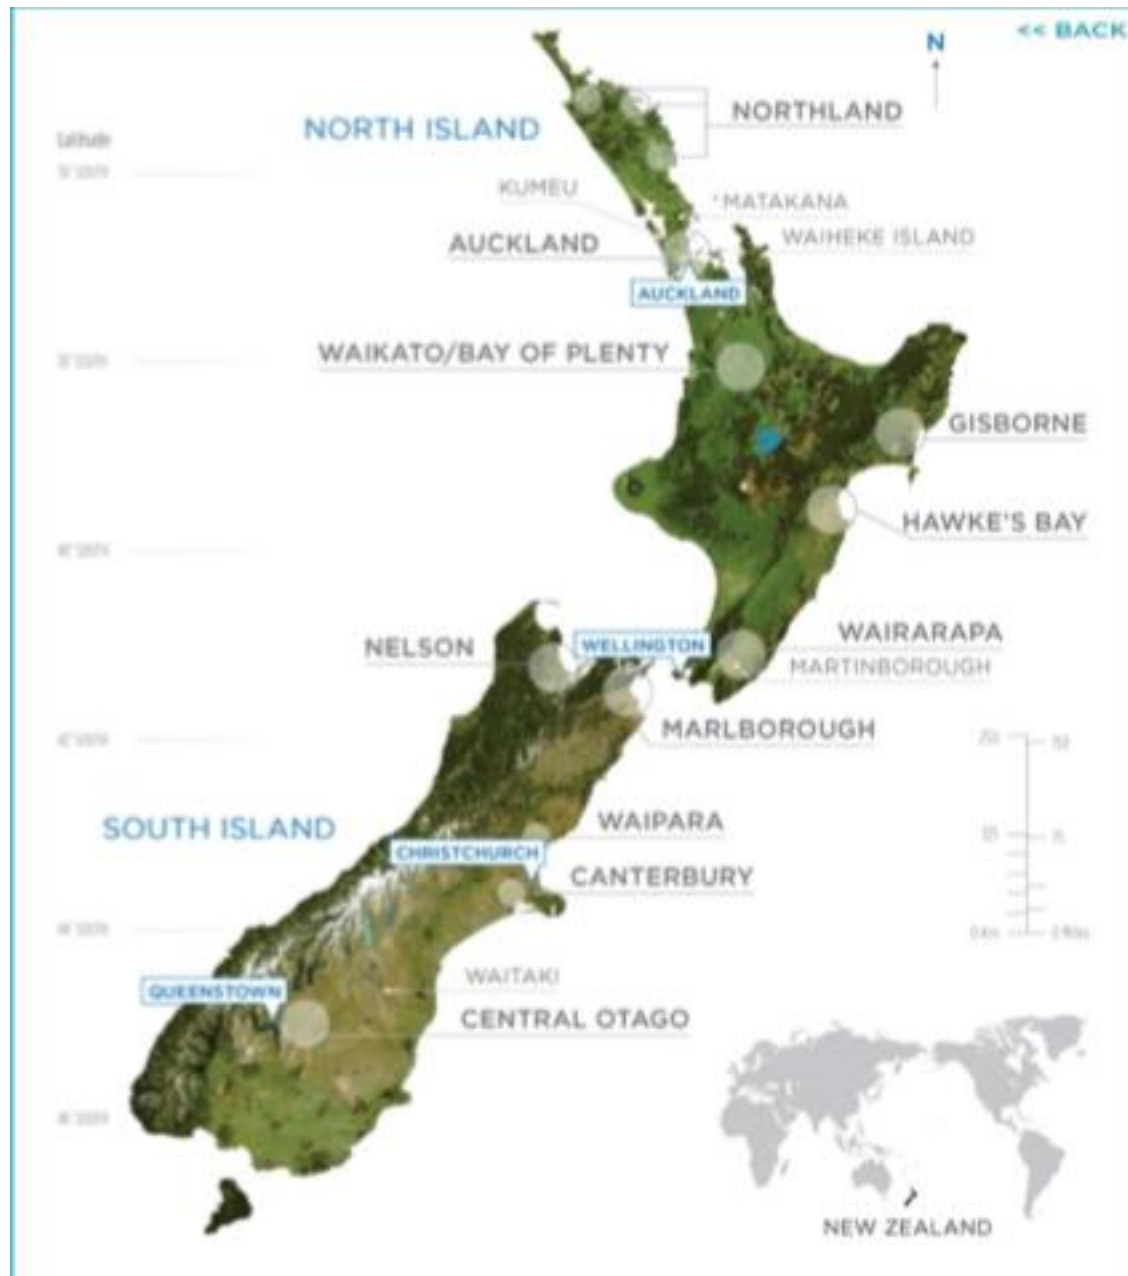 << BACK
N
NORTHLAND
NORTH ISLAND
Latitude
KUMEU
MATAKANA
AUCKLAND
WAIHEKE ISLAND
AUCKLAND
WAIKATO/BAY OF PLENTY
GISBORNE
HAWKE'S BAY
WAIRARAPA
NELSON
WELLINGTON
MARTINBOROUGH
MARLBOROUGH
SOUTH ISLAND
WAIPARA
CHRISTCHURCH
CANTERBURY
WAITAKI
QUEENSTOWN
CENTRAL OTAGO
NEW ZEALAND